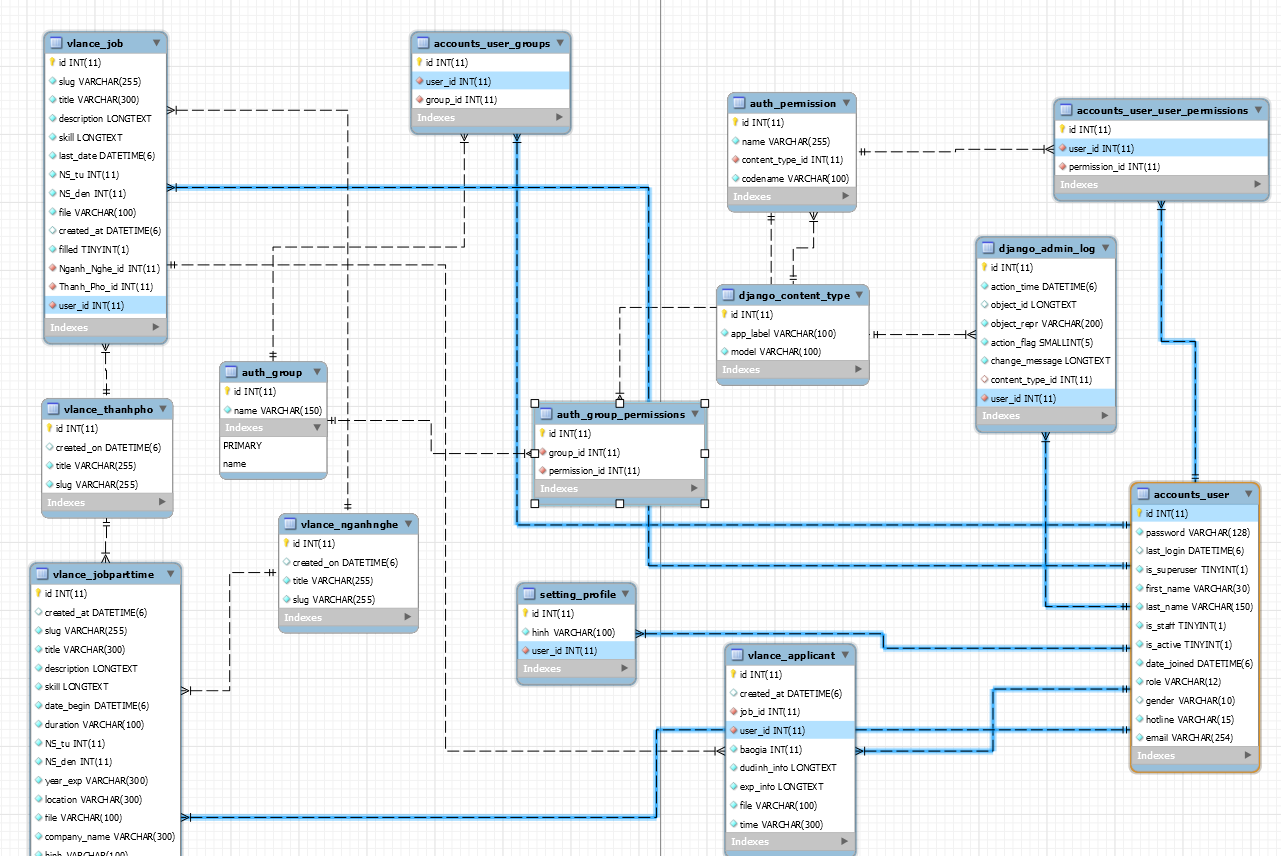 vlance_job
id INT(11)
slug VARCHAR(255)
title VARCHAR(300)
description LONGTEXT
skill LONGTEXT
last_date DATETIME(6)
NS_tu INT(11)
NS_den INT(11)
file VARCHAR(100)
created_at DATETIME(6)
filled TINYINT(1)
Nganh_Nghe_id INT(11)
Thanh_Pho_id INT(11)
user_id INT(11)
Indexes
accounts_user_groups
id INT(11)
user_id INT(11)
group_id INT(11)
Indexes
auth_permission
id INT(11)
name VARCHAR(255)
content_type_id INT(11)
codename VARCHAR(100)
Indexes
accounts_user_user_permissions
id INT(11)
user_id INT(11)
permission_id INT(11)
Indexes
django_admin_log
id INT(11)
action_time DATETIME(6)
object_id LONGTEXT
object_repr VARCHAR(200)
action_flag SMALLINT(5)
change_message LONGTEXT
content_type_id INT(11)
user_id INT(11)
Indexes
django_content_type
id INT(11)
app_label VARCHAR(100)
model VARCHAR(100)
Indexes
auth_group
id INT(11)
name VARCHAR(150)
Indexes
PRIMARY
name
vlance_thanhpho
id INT(11)
created_on DATETIME(6)
title VARCHAR(255)
slug VARCHAR(255)
Indexes
auth_group_permissions
id INT(11)
group_id INT(11)
permission_id INT(11)
Indexes
accounts_user
id INT(11)
password VARCHAR(128)
last_login DATETIME(6)
is_superuser TINYINT(1)
first_name VARCHAR(30)
last_name VARCHAR(150)
is_staff TINYINT(1)
is_active TINYINT(1)
date_joined DATETIME(6)
role VARCHAR(12)
gender VARCHAR(10)
hotline VARCHAR(15)
email VARCHAR(254)
Indexes
vlance_nganhnghe
id INT(11)
created_on DATETIME(6)
title VARCHAR(255)
slug VARCHAR(255)
Indexes
vlance_jobparttime
id INT(11)
created_at DATETIME(6)
slug VARCHAR(255)
title VARCHAR(300)
description LONGTEXT
skill LONGTEXT
date_begin DATETIME(6)
duration VARCHAR(100)
NS_tu INT(11)
NS_den INT(11)
year_exp VARCHAR(300)
location VARCHAR(300)
file VARCHAR(100)
company_name VARCHAR(300)
hinh VARCHAR(100)
setting_profile
id INT(11)
hinh VARCHAR(100)
user_id INT(11)
Indexes
vlance_applicant
id INT(11)
created_at DATETIME(6)
job_id INT(11)
user_id INT(11)
baogia INT(11)
dudinh_info LONGTEXT
exp_info LONGTEXT
file VARCHAR(100)
time VARCHAR(300)
Indexes